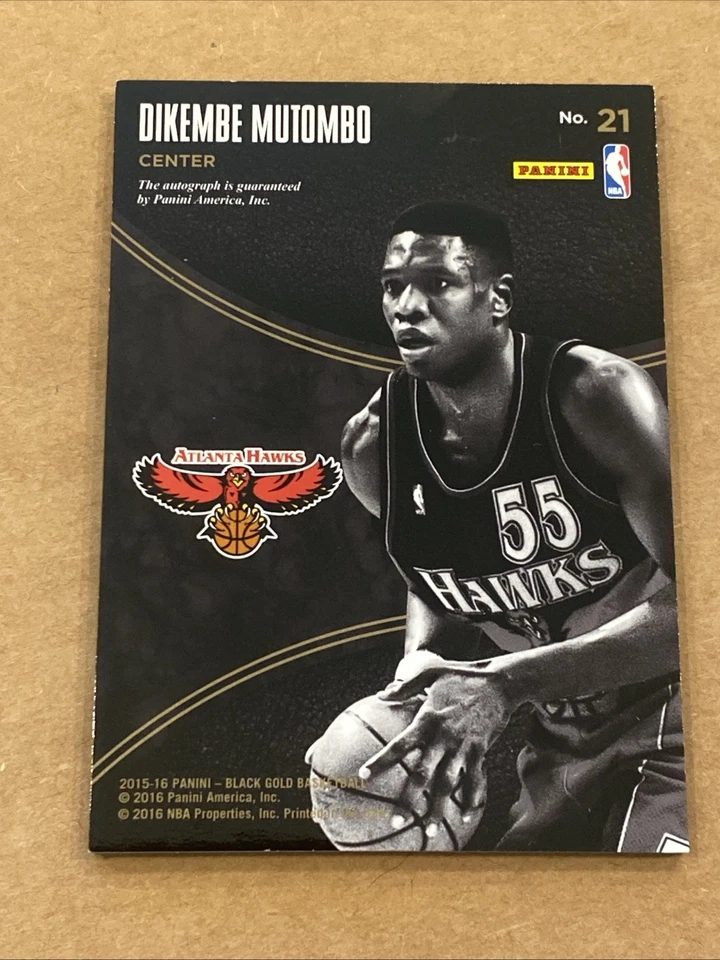 DIKEMBE MUTOMBO
CENTER
The autograph is guaranteed
by Panini America, Inc.
No. 21
PANINI
NBA
ATLANTA HAWKS
55
HAWKS
2015-16 PANINI – BLACK GOLD BASKETBALL
© 2016 Panini America, Inc.
© 2016 NBA Properties, Inc. Printed